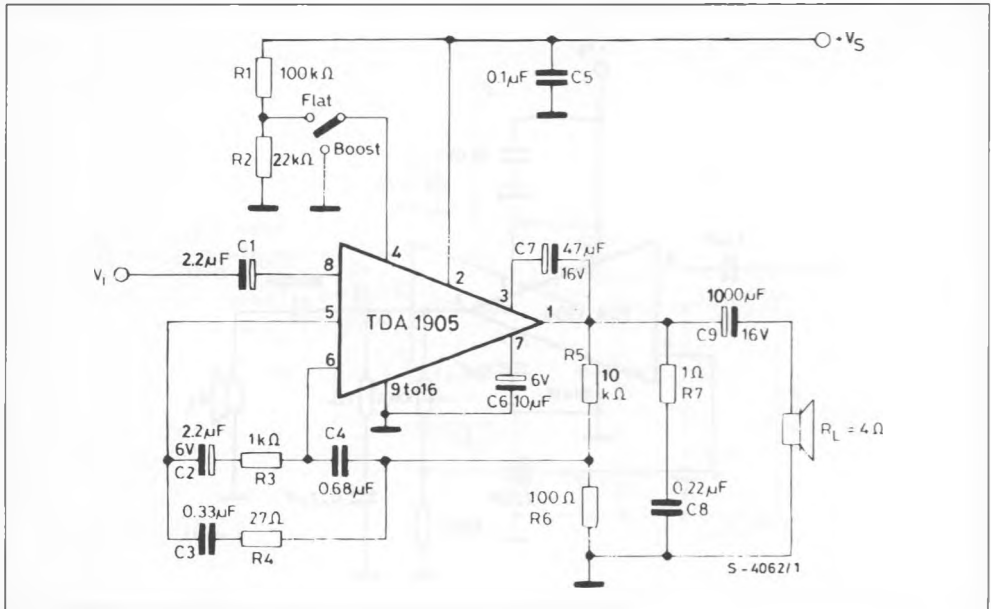 + Vs
R1
100 kΩ
Flat
0.1µF
C5
R2
22kΩ
Boost
C1
2.2µF
VI
8
4
2
C7
47µF
16V
3
5
TDA 1905
1
1000µF
C9
16V
6
7
R5
10
kΩ
1Ω
R7
9 to 16
6V
C6
10µF
RL = 4Ω
2.2µF
6V
C2
1kΩ
R3
C4
0.68µF
0.33µF
C3
27Ω
R4
100Ω
R6
0.22µF
C8
S - 4062/1